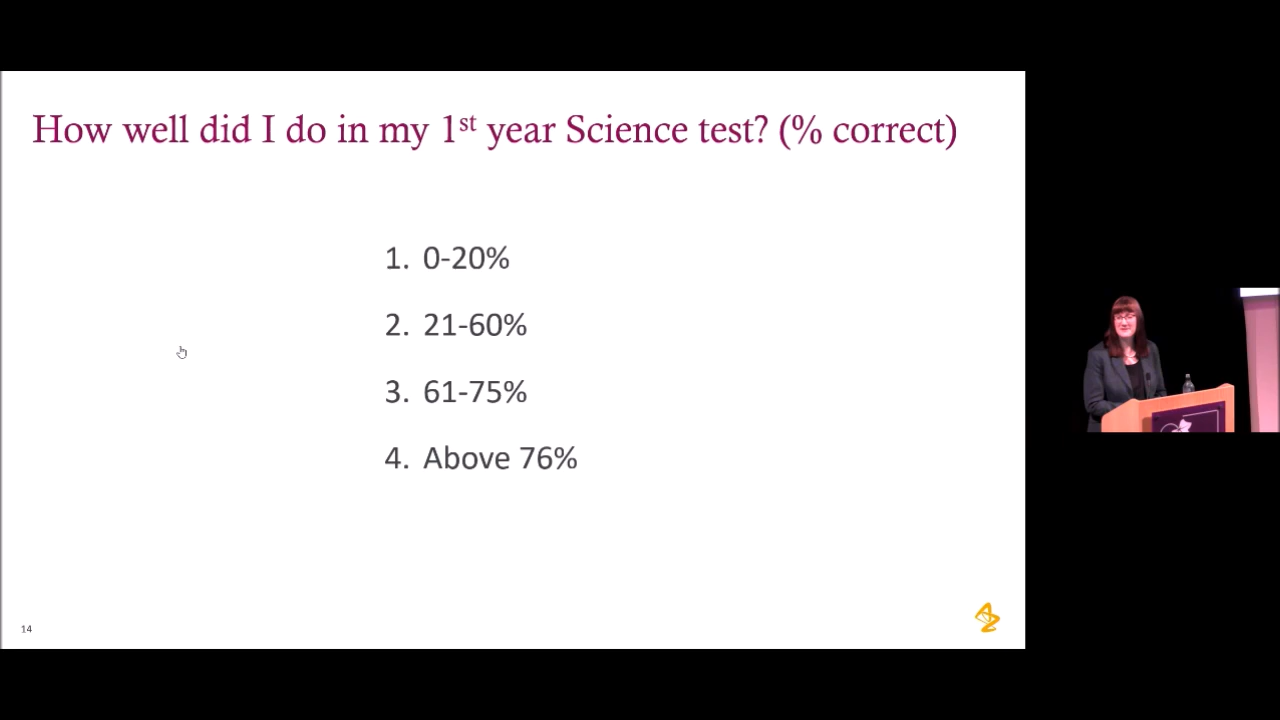 How well did I do in my 1st year Science test? (% correct)
1. 0-20%
2. 21-60%
3. 61-75%
4. Above 76%
14